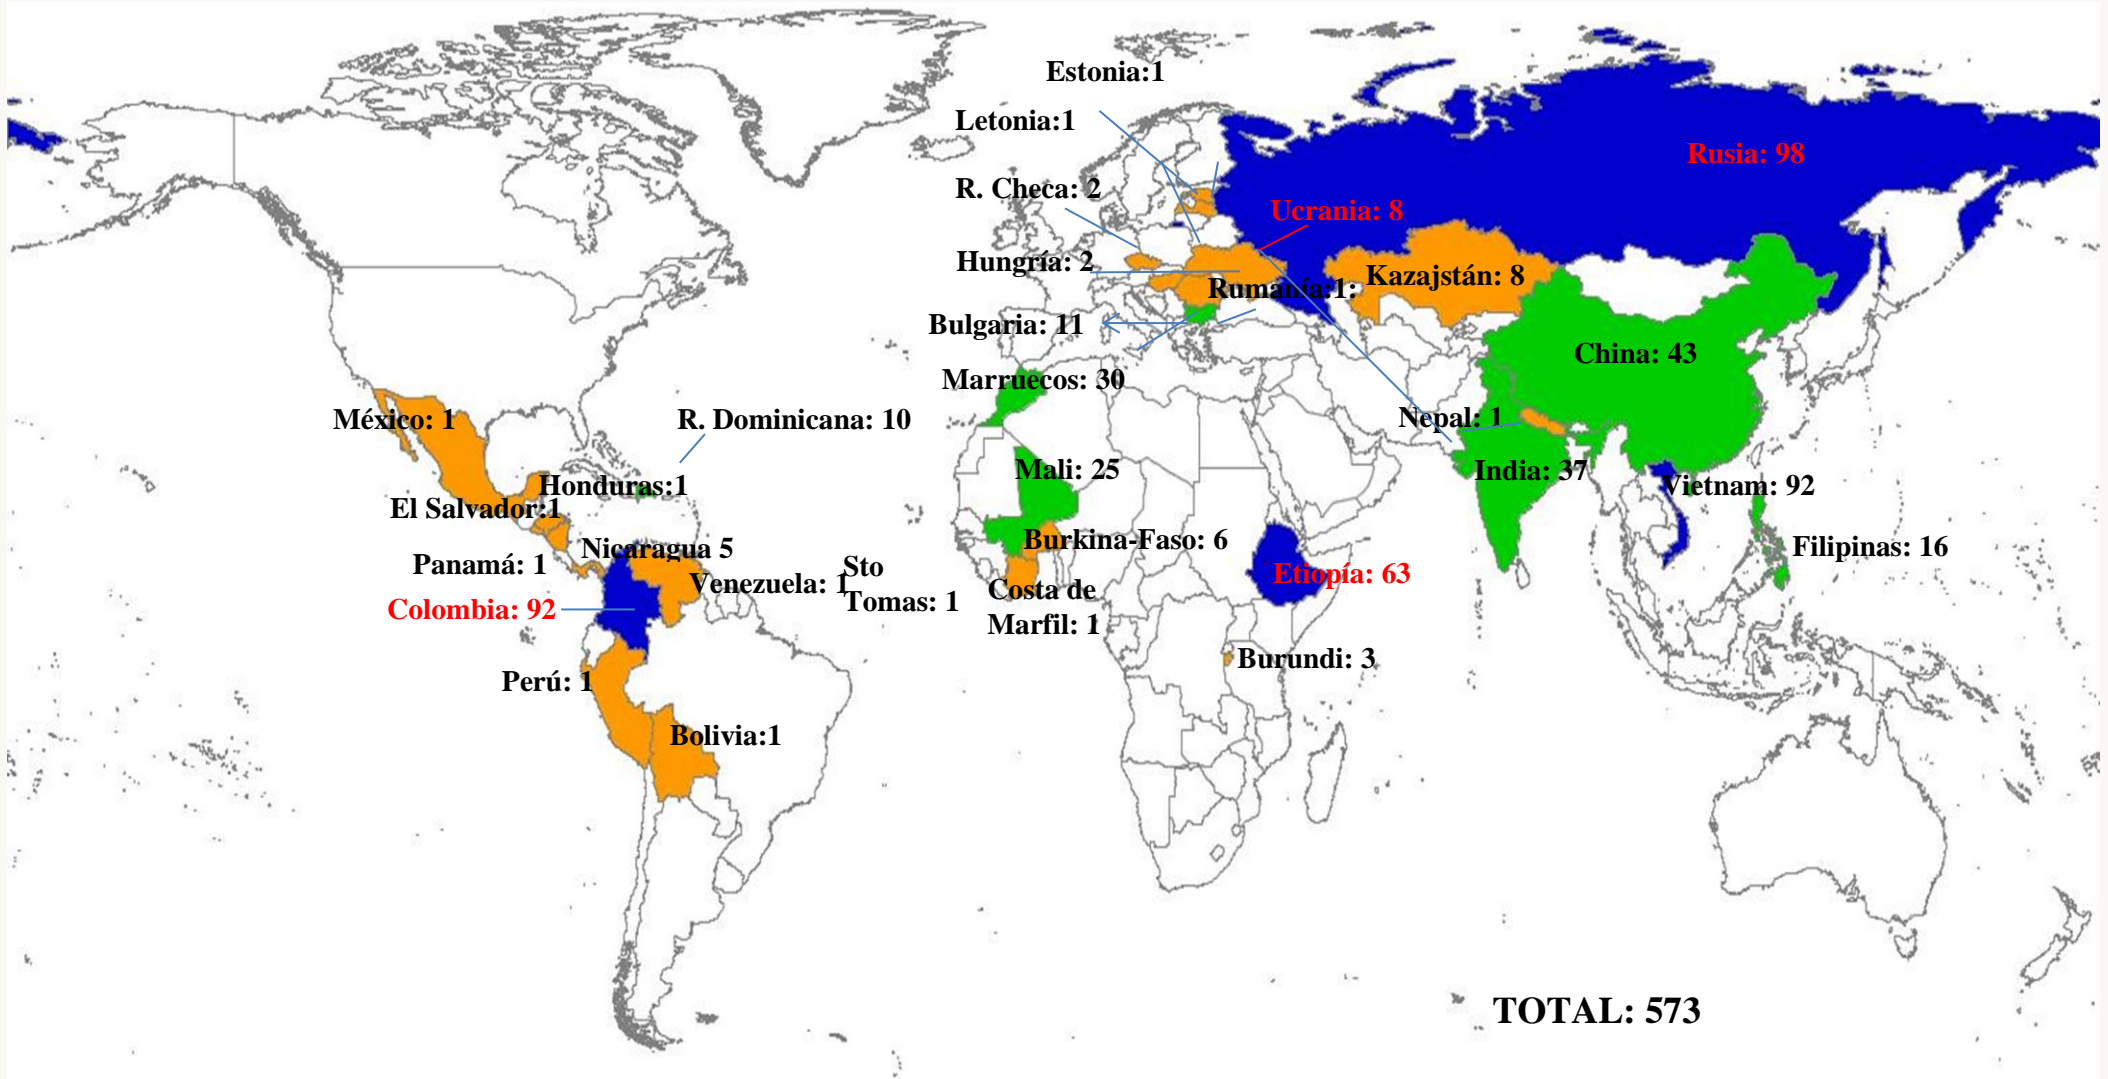 Estonia:1
Letonia:1
Rusia: 98
R. Checa: 2
Ucrania: 8
Hungría: 2
Kazajstán: 8
Rumanía:1:
Bulgaria: 11
China: 43
Marruecos: 30
México: 1
R. Dominicana: 10
Nepal: 1
Mali: 25
India: 37
Honduras:1
Vietnam: 92
El Salvador:1
Burkina-Faso: 6
Filipinas: 16
Nicaragua 5
Panamá: 1
Venezuela: 1
Sto
Tomas: 1
Etiopía: 63
Costa de
Marfil: 1
Colombia: 92
Burundi: 3
Perú: 1
Bolivia:1
TOTAL: 573